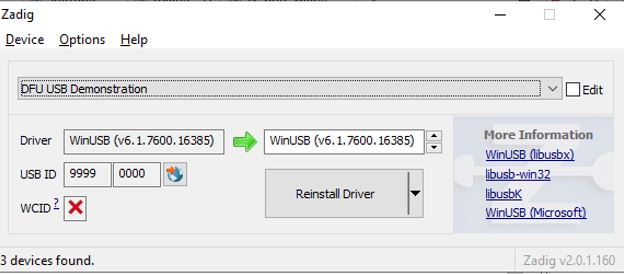 Zadig
Device Options Help
DFU USB Demonstration
Edit
Driver WinUSB (v6.1.7600.16385) WinUSB (v6.1.7600.16385)
USB ID 9999 0000
WCID ?
Reinstall Driver
More Information
WinUSB (libusbx)
libusb-win32
libusbK
WinUSB (Microsoft)
3 devices found.
Zadig v2.0.1.160